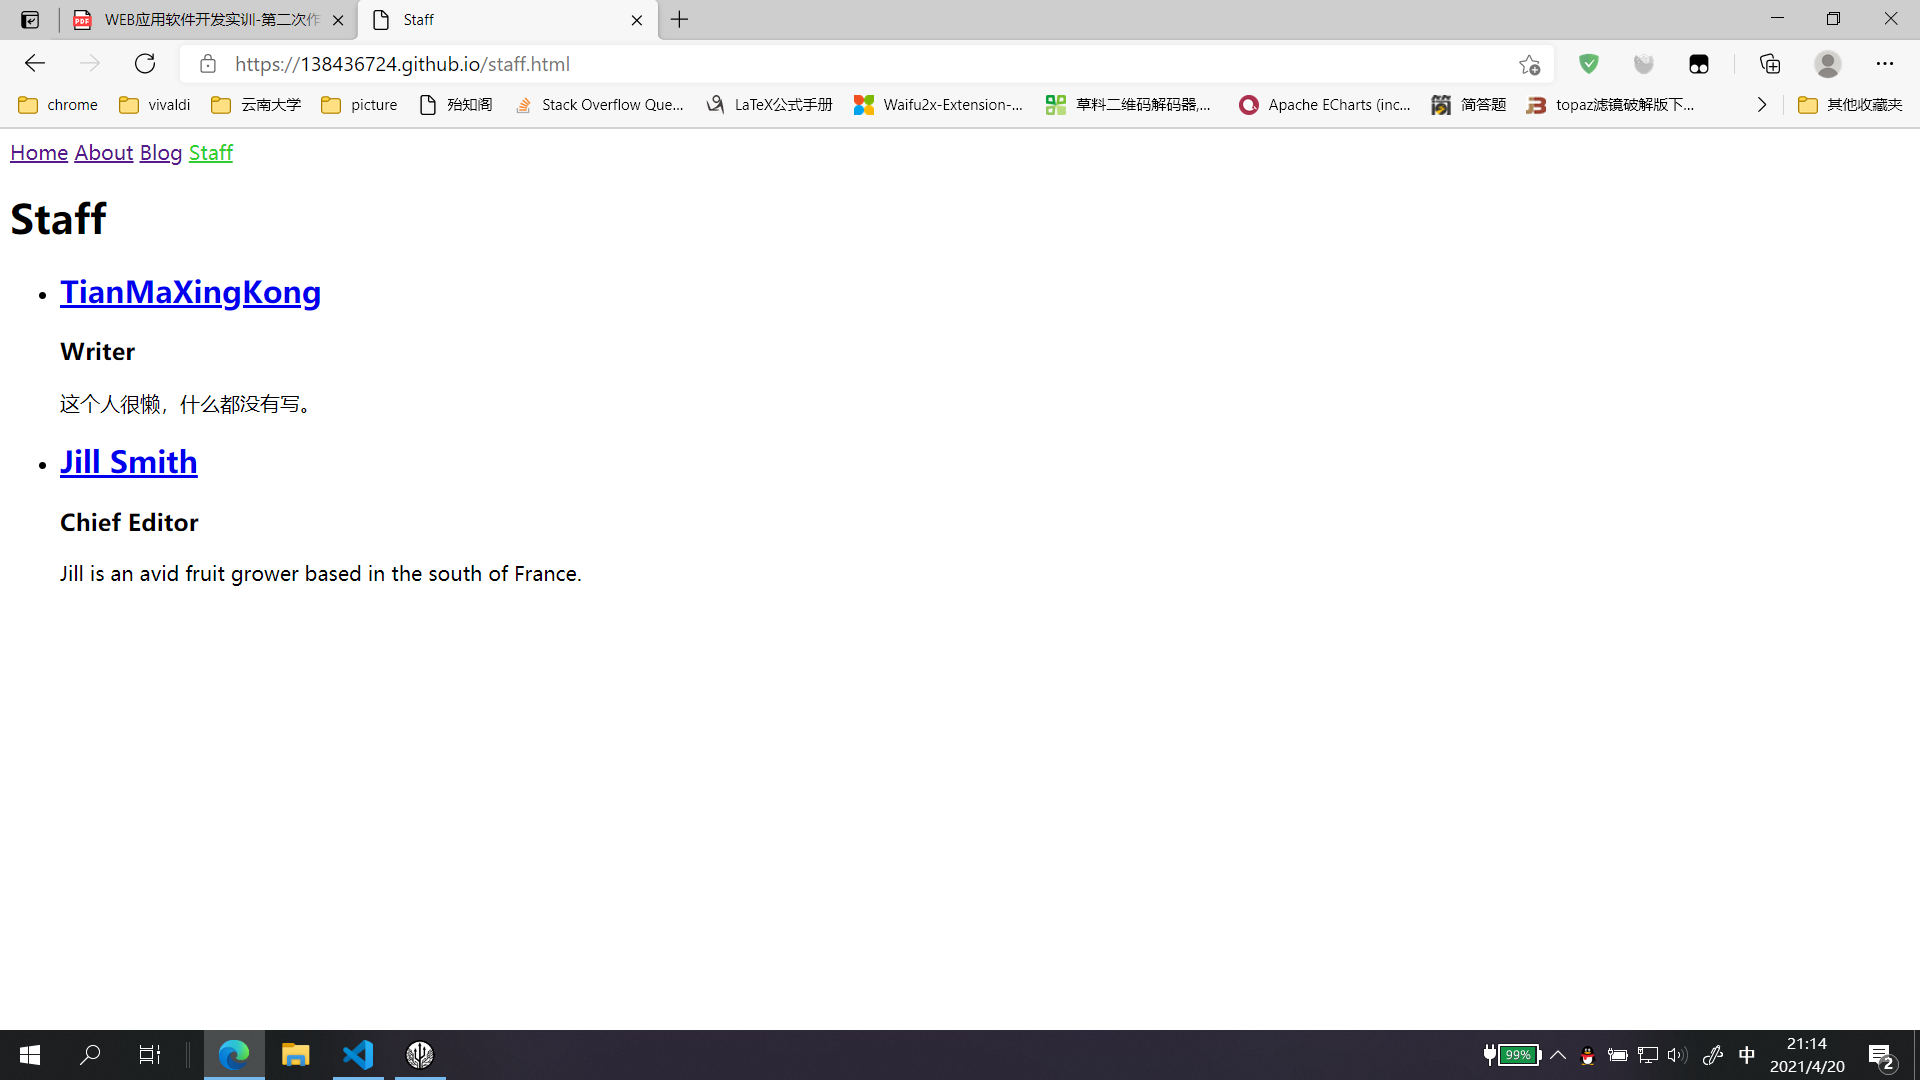 WEB应用软件开发实训-第二次作
Staff
https://138436724.github.io/staff.html
chrome
vivaldi
云南大学
picture
殆知阁
Stack Overflow Que...
LaTeX公式手册
Waifu2x-Extension-...
草料二维码解码器,...
Apache ECharts (inc...
简答题
topaz滤镜破解版下...
其他收藏夹
Home About Blog Staff
Staff
TianMaXingKong
Writer
这个人很懒，什么都没有写。
Jill Smith
Chief Editor
Jill is an avid fruit grower based in the south of France.
99%
中
21:14
2021/4/20
2